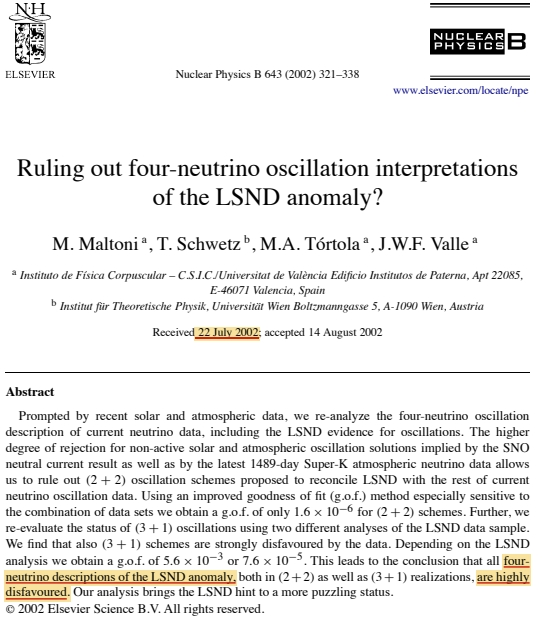 N·H
ELSEVIER
Nuclear Physics B 643 (2002) 321–338
NUCLEAR
PHYSICS B
www.elsevier.com/locate/npe
Ruling out four-neutrino oscillation interpretations
of the LSND anomaly?
M. Maltoni a, T. Schwetz b, M.A. Tórtola a, J.W.F. Valle a
a Instituto de Física Corpuscular – C.S.I.C./Universitat de València Edificio Institutos de Paterna, Apt 22085,
E-46071 Valencia, Spain
b Institut für Theoretische Physik, Universität Wien Boltzmanngasse 5, A-1090 Wien, Austria
Received 22 July 2002; accepted 14 August 2002
Abstract
Prompted by recent solar and atmospheric data, we re-analyze the four-neutrino oscillation
description of current neutrino data, including the LSND evidence for oscillations. The higher
degree of rejection for non-active solar and atmospheric oscillation solutions implied by the SNO
neutral current result as well as by the latest 1489-day Super-K atmospheric neutrino data allows
us to rule out (2 + 2) oscillation schemes proposed to reconcile LSND with the rest of current
neutrino oscillation data. Using an improved goodness of fit (g.o.f.) method especially sensitive to
the combination of data sets we obtain a g.o.f. of only 1.6 × 10⁻⁶ for (2 + 2) schemes. Further, we
re-evaluate the status of (3 + 1) oscillations using two different analyses of the LSND data sample.
We find that also (3 + 1) schemes are strongly disfavoured by the data. Depending on the LSND
analysis we obtain a g.o.f. of 5.6 × 10⁻³ or 7.6 × 10⁻⁵. This leads to the conclusion that all four-
neutrino descriptions of the LSND anomaly, both in (2 + 2) as well as (3 + 1) realizations, are highly
disfavoured. Our analysis brings the LSND hint to a more puzzling status.
© 2002 Elsevier Science B.V. All rights reserved.